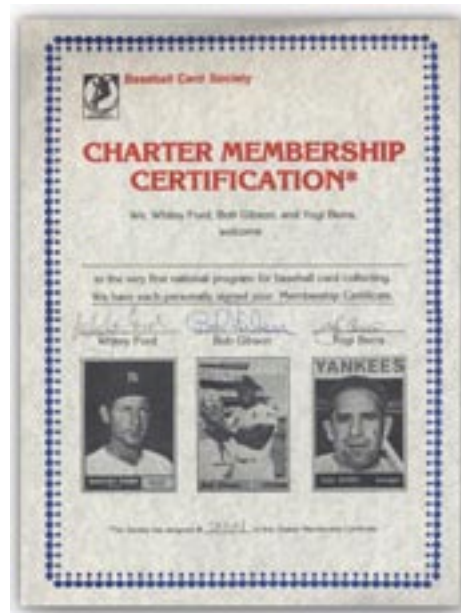 Baseball Card Society
CHARTER MEMBERSHIP
CERTIFICATION*
We, Whitey Ford, Bob Gibson, and Yogi Berra,
welcome
to the very first national program for baseball card collecting.
We have each personally signed your Membership Certificate.
Whitey Ford Bob Gibson Yogi Berra
YANKEES